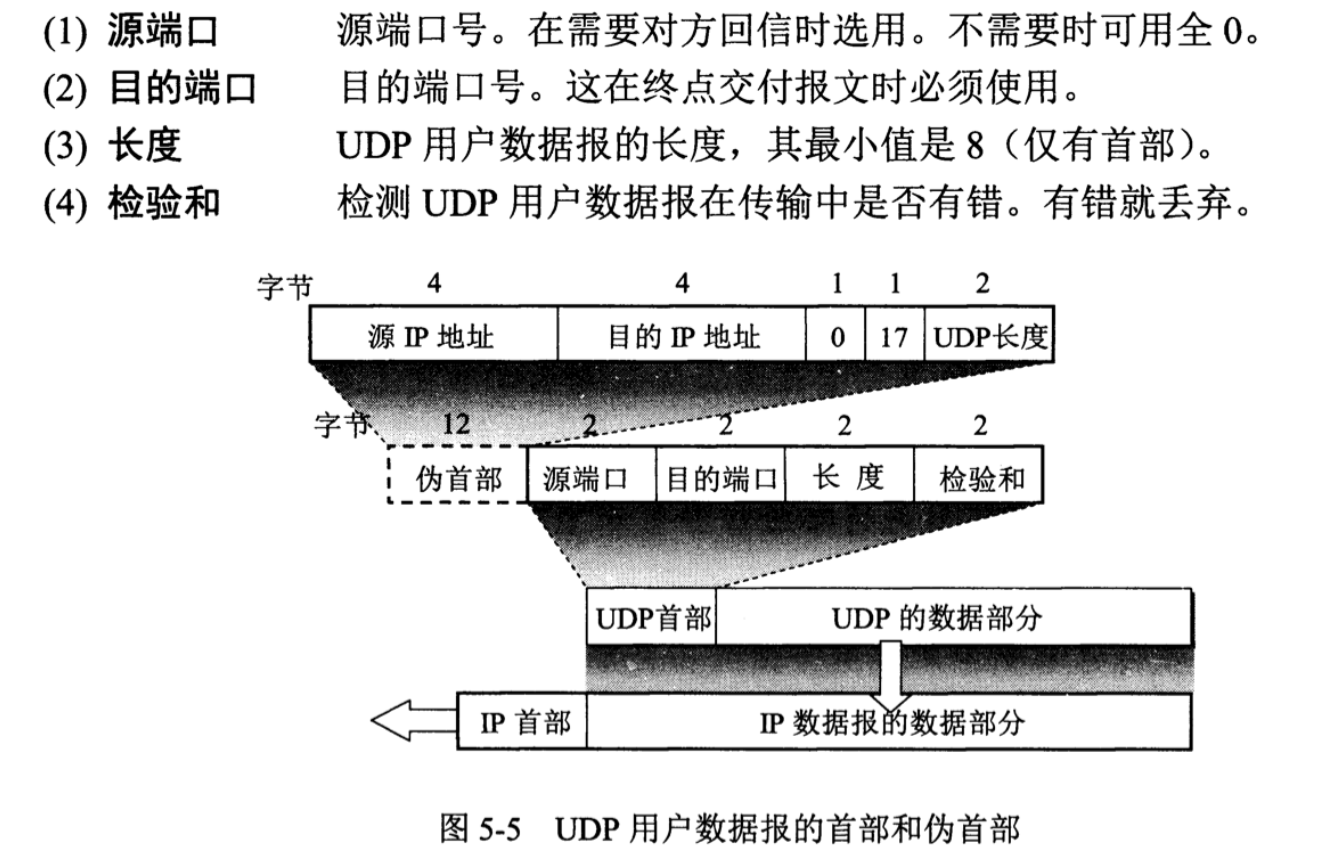 (1) 源端口 源端口号。在需要对方回信时选用。不需要时可用全 0。
(2) 目的端口 目的端口号。这在终点交付报文时必须使用。
(3) 长度 UDP 用户数据报的长度，其最小值是 8（仅有首部）。
(4) 检验和 检测 UDP 用户数据报在传输中是否有错。有错就丢弃。
字节 4 4 1 1 2
源 IP 地址 目的 IP 地址 0 17 UDP长度
字节 12 2 2 2 2
伪首部 源端口 目的端口 长 度 检验和
UDP首部 UDP 的数据部分
IP 首部 IP 数据报的数据部分
图 5-5 UDP 用户数据报的首部和伪首部